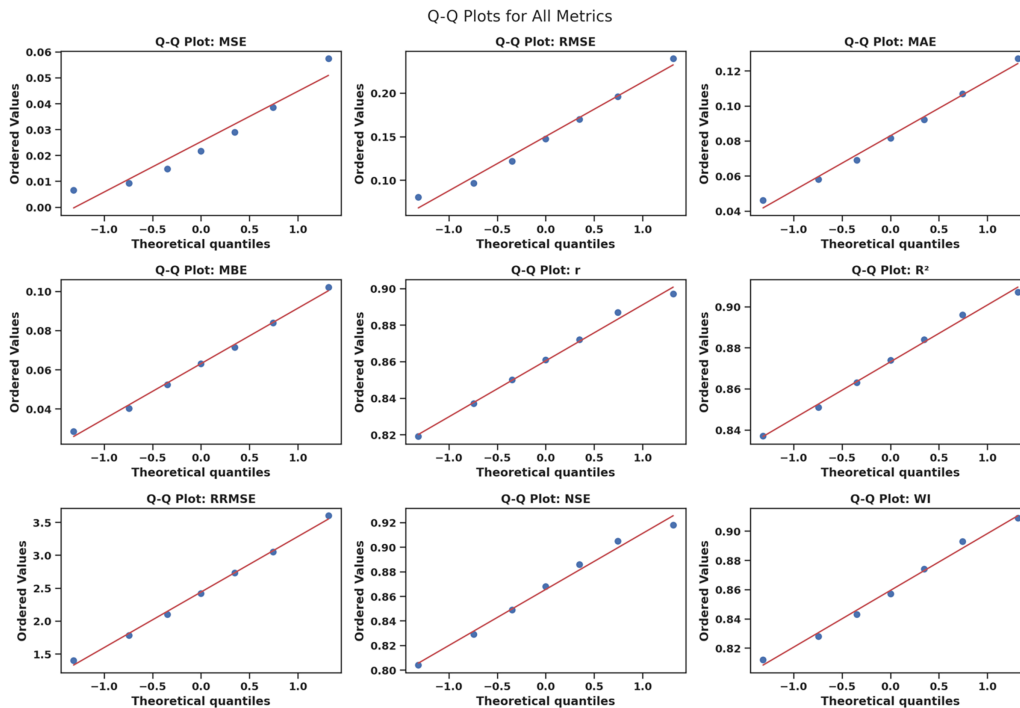 Q-Q Plots for All Metrics
Q-Q Plot: MSE
Ordered Values
0.06
0.05
0.04
0.03
0.02
0.01
0.00
−1.0 −0.5 0.0 0.5 1.0
Theoretical quantiles
Q-Q Plot: RMSE
Ordered Values
0.20
0.15
0.10
−1.0 −0.5 0.0 0.5 1.0
Theoretical quantiles
Q-Q Plot: MAE
Ordered Values
0.12
0.10
0.08
0.06
0.04
−1.0 −0.5 0.0 0.5 1.0
Theoretical quantiles
Q-Q Plot: MBE
Ordered Values
0.10
0.08
0.06
0.04
−1.0 −0.5 0.0 0.5 1.0
Theoretical quantiles
Q-Q Plot: r
Ordered Values
0.90
0.88
0.86
0.84
0.82
−1.0 −0.5 0.0 0.5 1.0
Theoretical quantiles
Q-Q Plot: R²
Ordered Values
0.90
0.88
0.86
0.84
−1.0 −0.5 0.0 0.5 1.0
Theoretical quantiles
Q-Q Plot: RRMSE
Ordered Values
3.5
3.0
2.5
2.0
1.5
−1.0 −0.5 0.0 0.5 1.0
Theoretical quantiles
Q-Q Plot: NSE
Ordered Values
0.92
0.90
0.88
0.86
0.84
0.82
0.80
−1.0 −0.5 0.0 0.5 1.0
Theoretical quantiles
Q-Q Plot: WI
Ordered Values
0.90
0.88
0.86
0.84
0.82
−1.0 −0.5 0.0 0.5 1.0
Theoretical quantiles